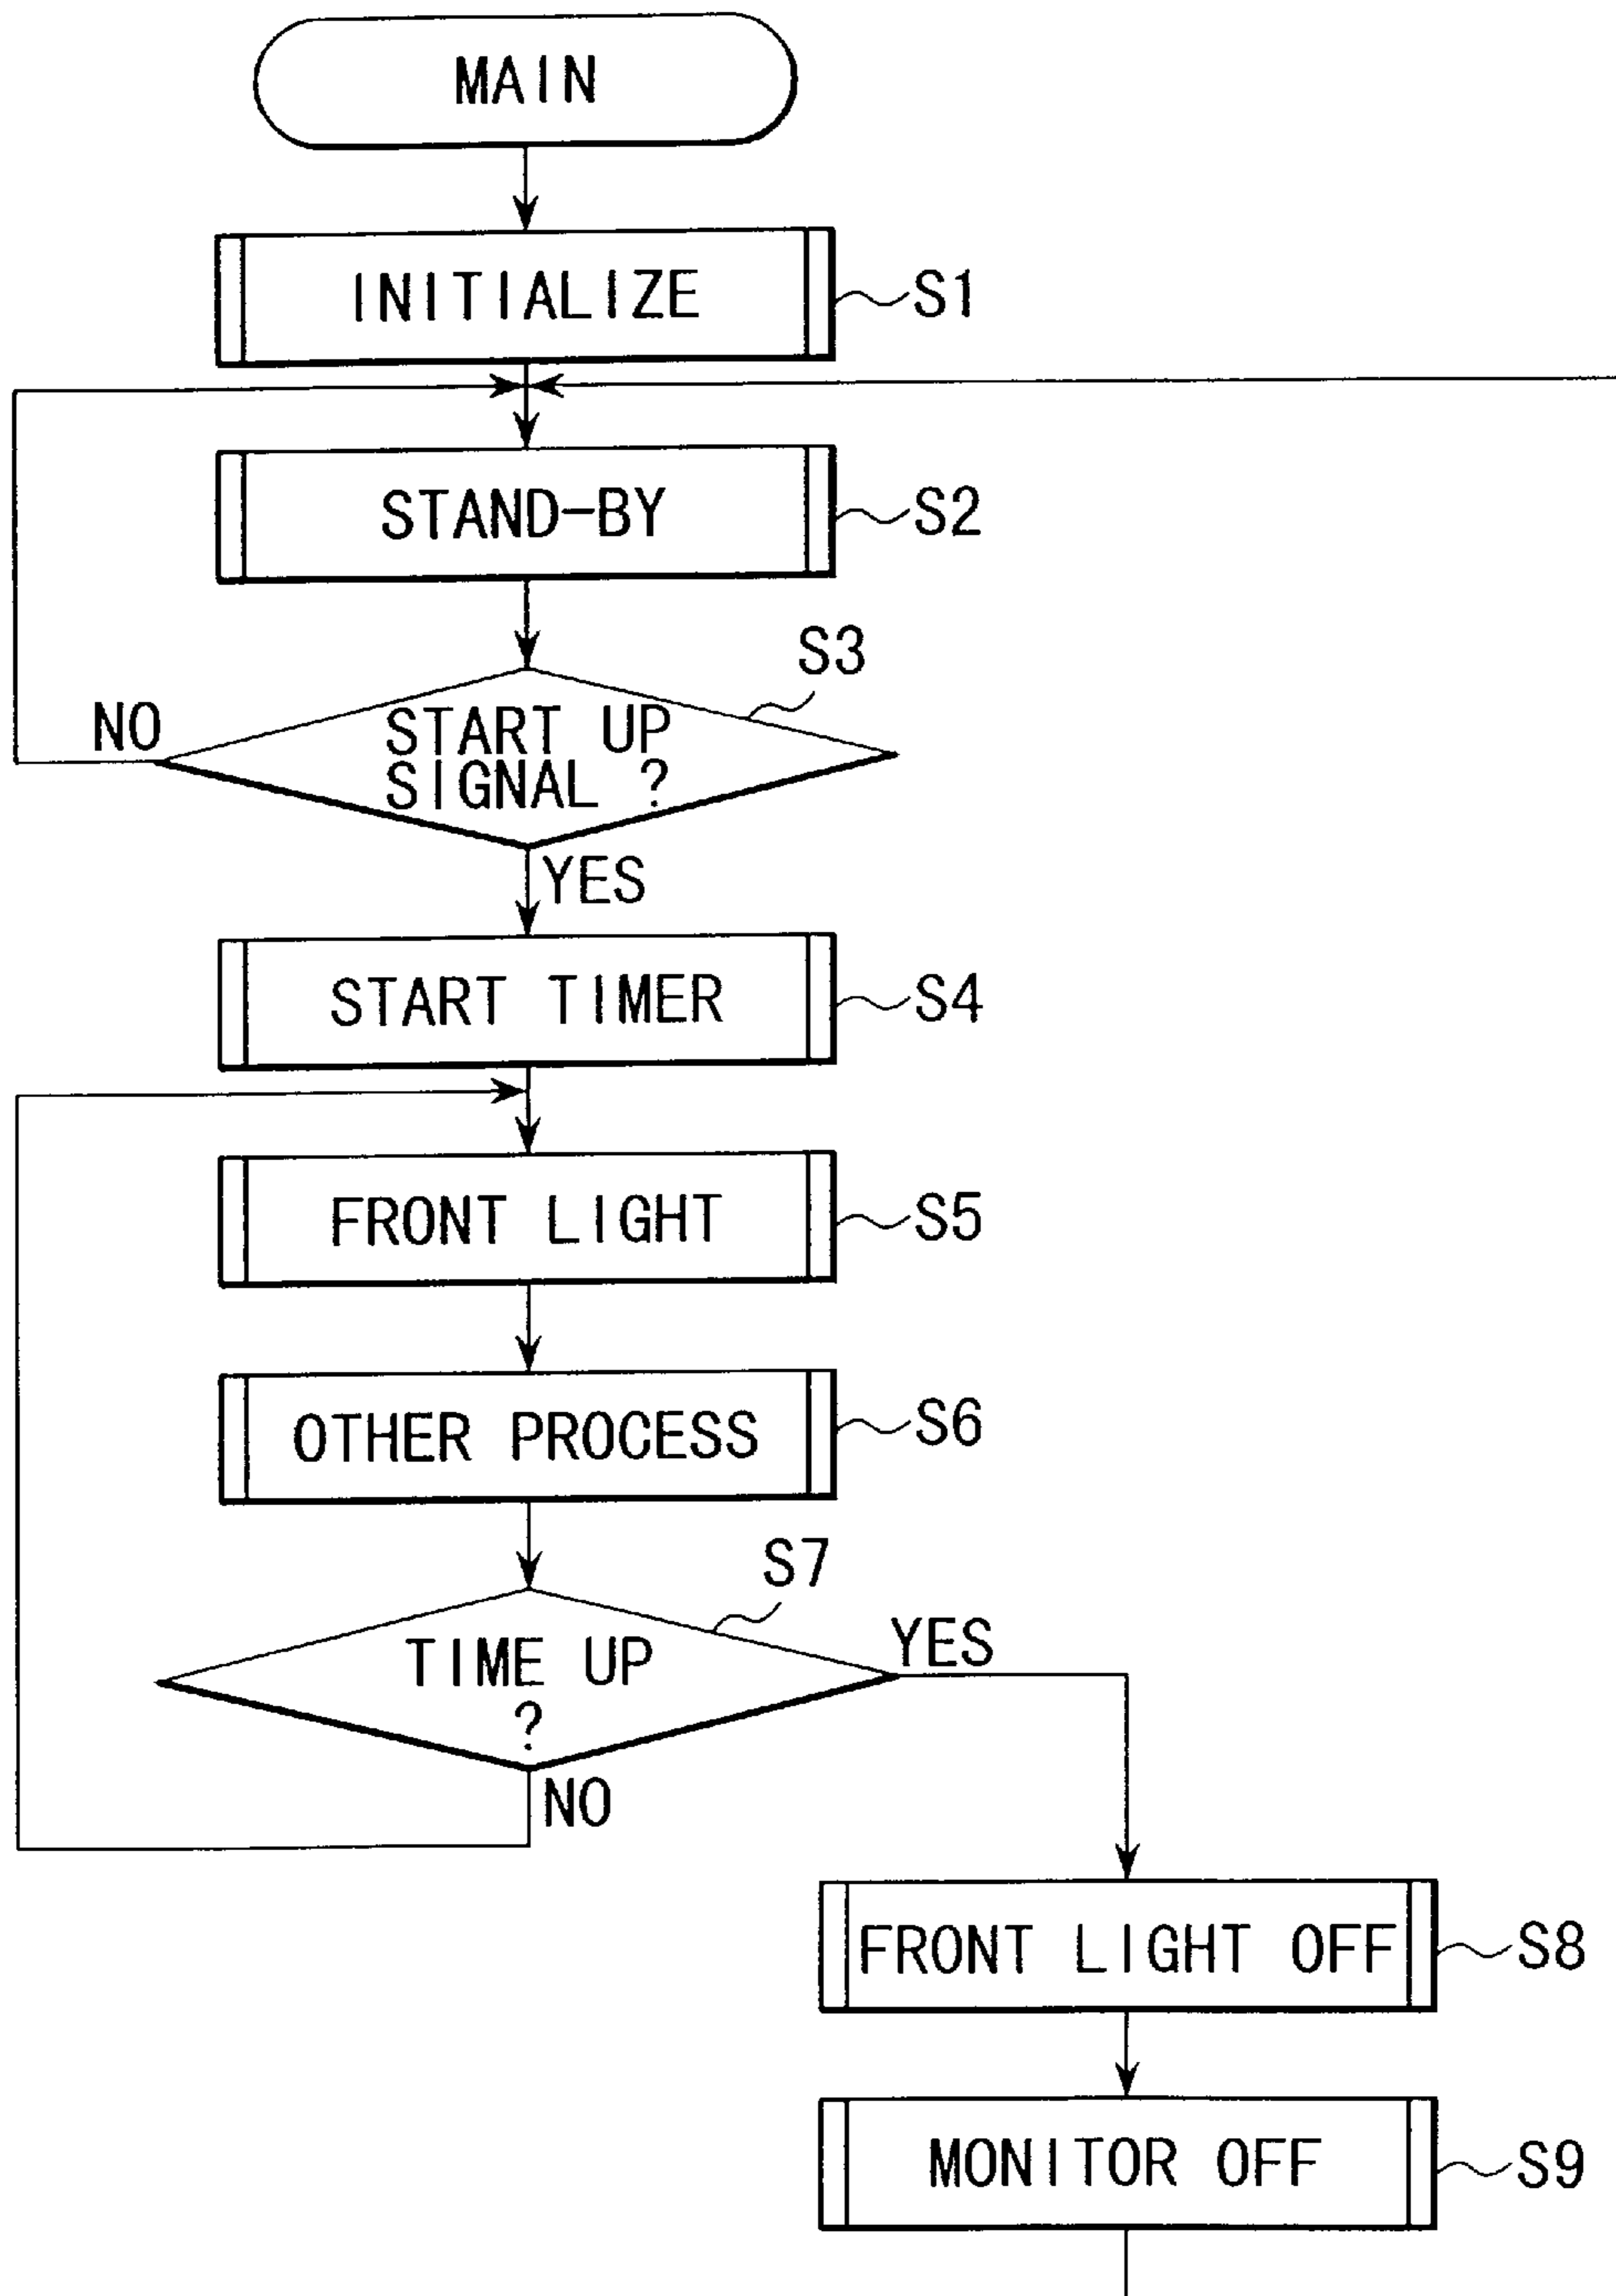 MAIN
INITIALIZE
S1
STAND-BY
S2
S3
NO
START UP
SIGNAL ?
YES
START TIMER
S4
FRONT LIGHT
S5
OTHER PROCESS
S6
S7
TIME UP
?
YES
NO
FRONT LIGHT OFF
S8
MONITOR OFF
S9